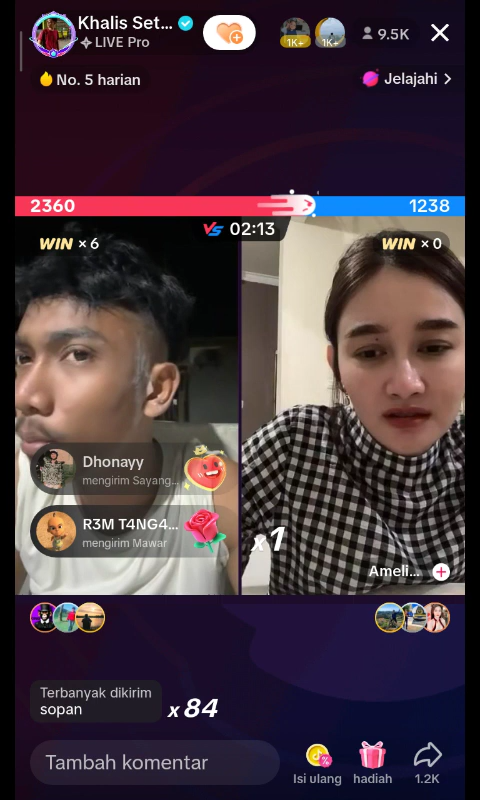 Khalis Set...
LIVE Pro
1K+
1K+
9.5K
No. 5 harian
Jelajahi
2360
1238
VS 02:13
WIN × 6
WIN × 0
Dhonayy
mengirim Sayang...
R3M T4NG4...
mengirim Mawar
x1
Ameli...
Terbanyak dikirim
sopan
x 84
Tambah komentar
Isi ulang
hadiah
1.2K